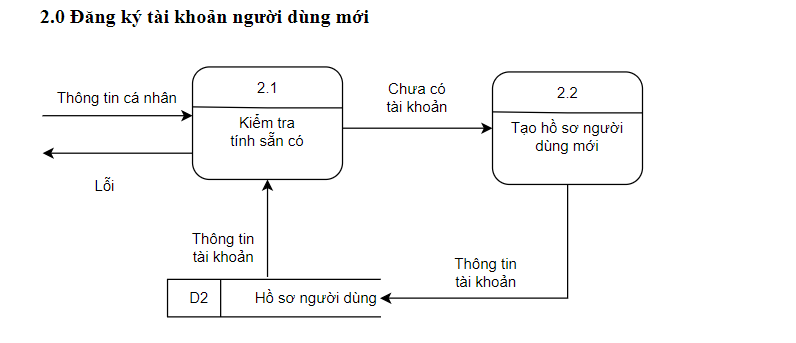 2.0 Đăng ký tài khoản người dùng mới
2.1
Thông tin cá nhân
Kiểm tra
tính sẵn có
Lỗi
Chưa có
tài khoản
2.2
Tạo hồ sơ người
dùng mới
Thông tin
tài khoản
Thông tin
tài khoản
D2
Hồ sơ người dùng